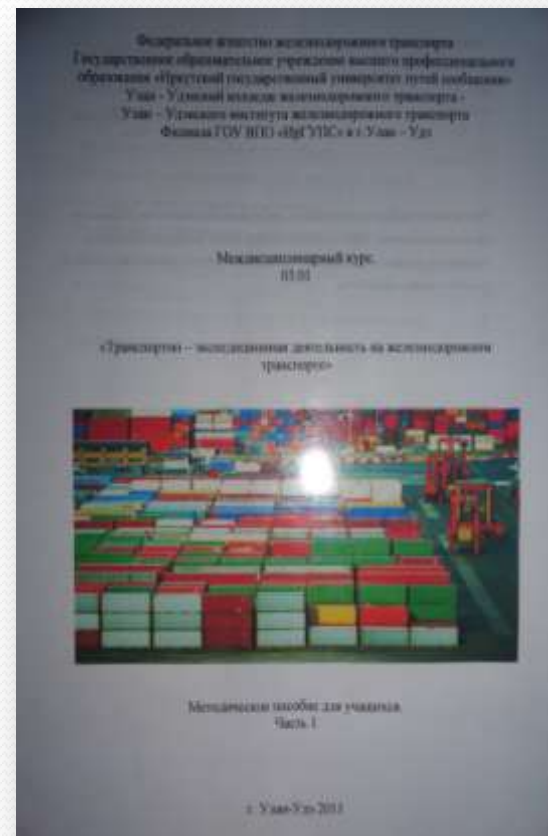 Федеральное агентство железнодорожного транспорта
Государственное образовательное учреждение высшего профессионального
образования «Иркутский государственный университет путей сообщения»
Улан - Удэнский колледж железнодорожного транспорта -
Улан - Удэнского института железнодорожного транспорта
Филиала ГОУ ВПО «ИрГУПС» в г. Улан – Удэ
Междисциплинарный курс
03.01
«Транспортно – экспедиционная деятельность на железнодорожном
транспорте»
Методическое пособие для учащихся
Часть 1
г. Улан-Удэ 2011